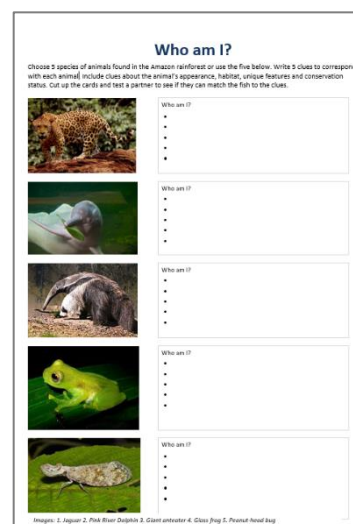 Who am I?
Choose 5 species of animals found in the Amazon rainforest or use the five below. Write 5 clues to correspon
with each animal. Include clues about the animal's appearance, habitat, unique features and conservation
status. Cut up the cards and test a partner to see if they can match the fish to the clues.
Who am I?
Who am I?
Who am I?
Who am I?
Who am I?
Images: 1. Jaguar 2. Pink River Dolphin 3. Giant anteater 4. Glass frog 5. Peanut-head bug